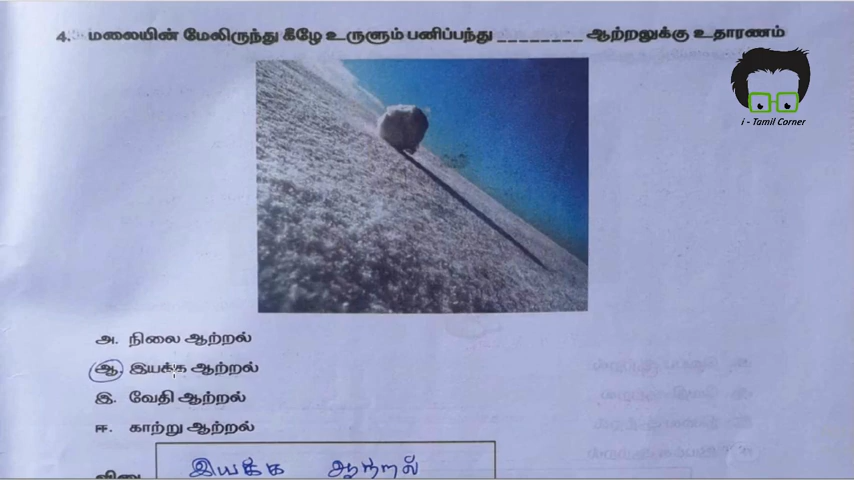 4. மலையின் மேலிருந்து கீழே உருளும் பனிப்பந்து ________ ஆற்றலுக்கு உதாரணம்
i - Tamil Corner
அ. நிலை ஆற்றல்
ஆ. இயக்க ஆற்றல்
இ. வேதி ஆற்றல்
ஈ. காற்று ஆற்றல்
இயக்க ஆற்றல்